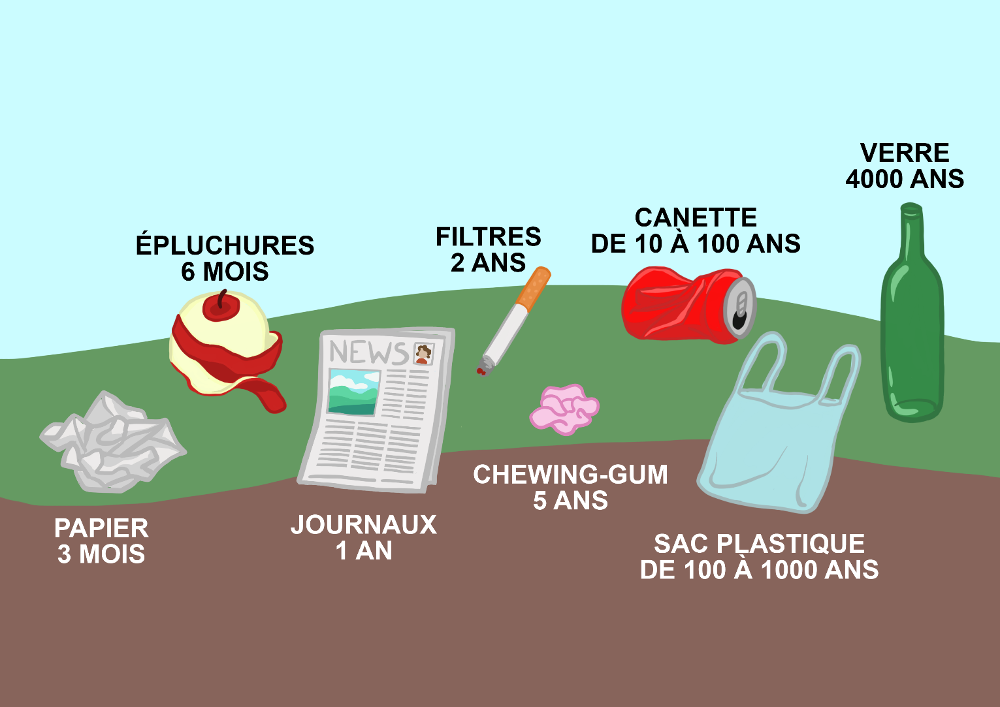 VERRE
4000 ANS
CANETTE
DE 10 À 100 ANS
FILTRES
2 ANS
ÉPLUCHURES
6 MOIS
NEWS
CHEWING-GUM
5 ANS
JOURNAUX
1 AN
PAPIER
3 MOIS
SAC PLASTIQUE
DE 100 À 1000 ANS